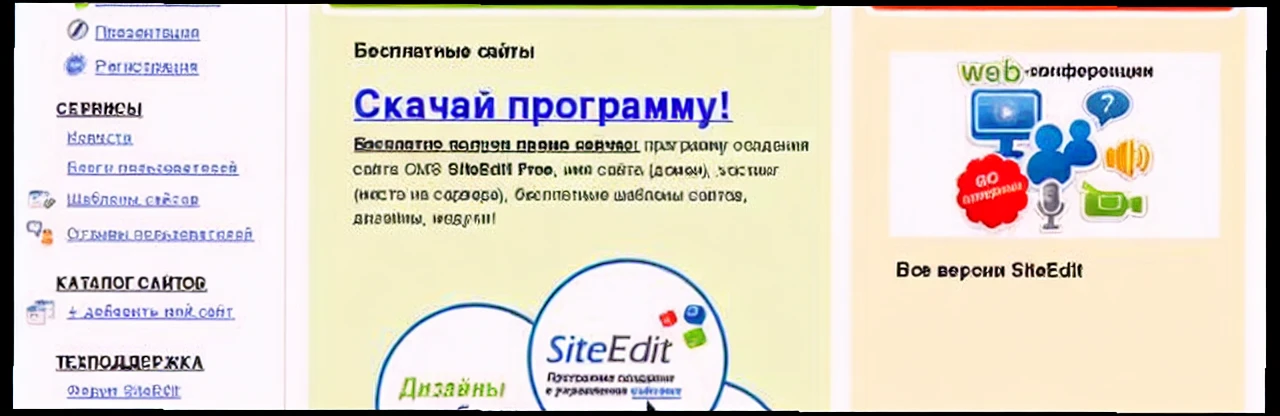 Презентация
Регистрация
СЕРВИСЫ
Новости
Блоги пользователей
Шаблоны сайтов
Отзывы пользователей
КАТАЛОГ САЙТОВ
+ добавить мой сайт
ТЕХПОДДЕРЖКА
Форум SiteEdit
Бесплатные сайты
Скачай программу!
Бесплатно получи прямо сейчас: программу создания
сайта CMS SiteEdit Free, имя сайта (домен), хостинг
(место на сервере), бесплатные шаблоны сайтов,
дизайны, модули!
Дизайны
SiteEdit
Программа создания
и управления сайтами
web-конференции
?
GO
Все версии SiteEdit